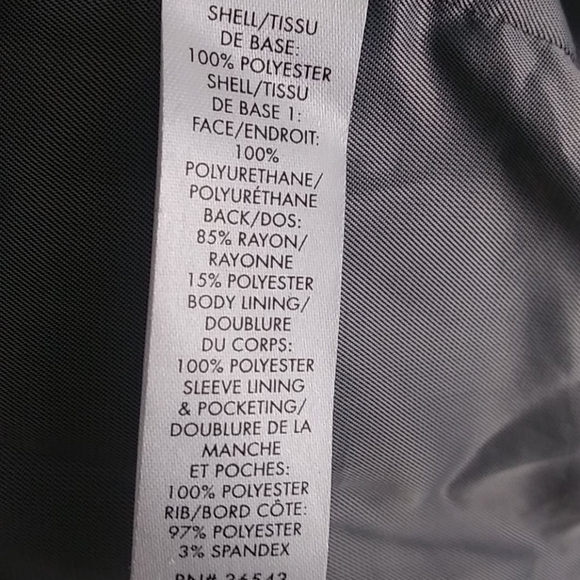 SHELL/TISSU
DE BASE:
100% POLYESTER
SHELL/TISSU
DE BASE 1:
FACE/ENDROIT:
100%
POLYURETHANE/
POLYURÉTHANE
BACK/DOS:
85% RAYON/
RAYONNE
15% POLYESTER
BODY LINING/
DOUBLURE
DU CORPS:
100% POLYESTER
SLEEVE LINING
& POCKETING/
DOUBLURE DE LA
MANCHE
ET POCHES:
100% POLYESTER
RIB/BORD CÔTE:
97% POLYESTER
3% SPANDEX
RN# 36543